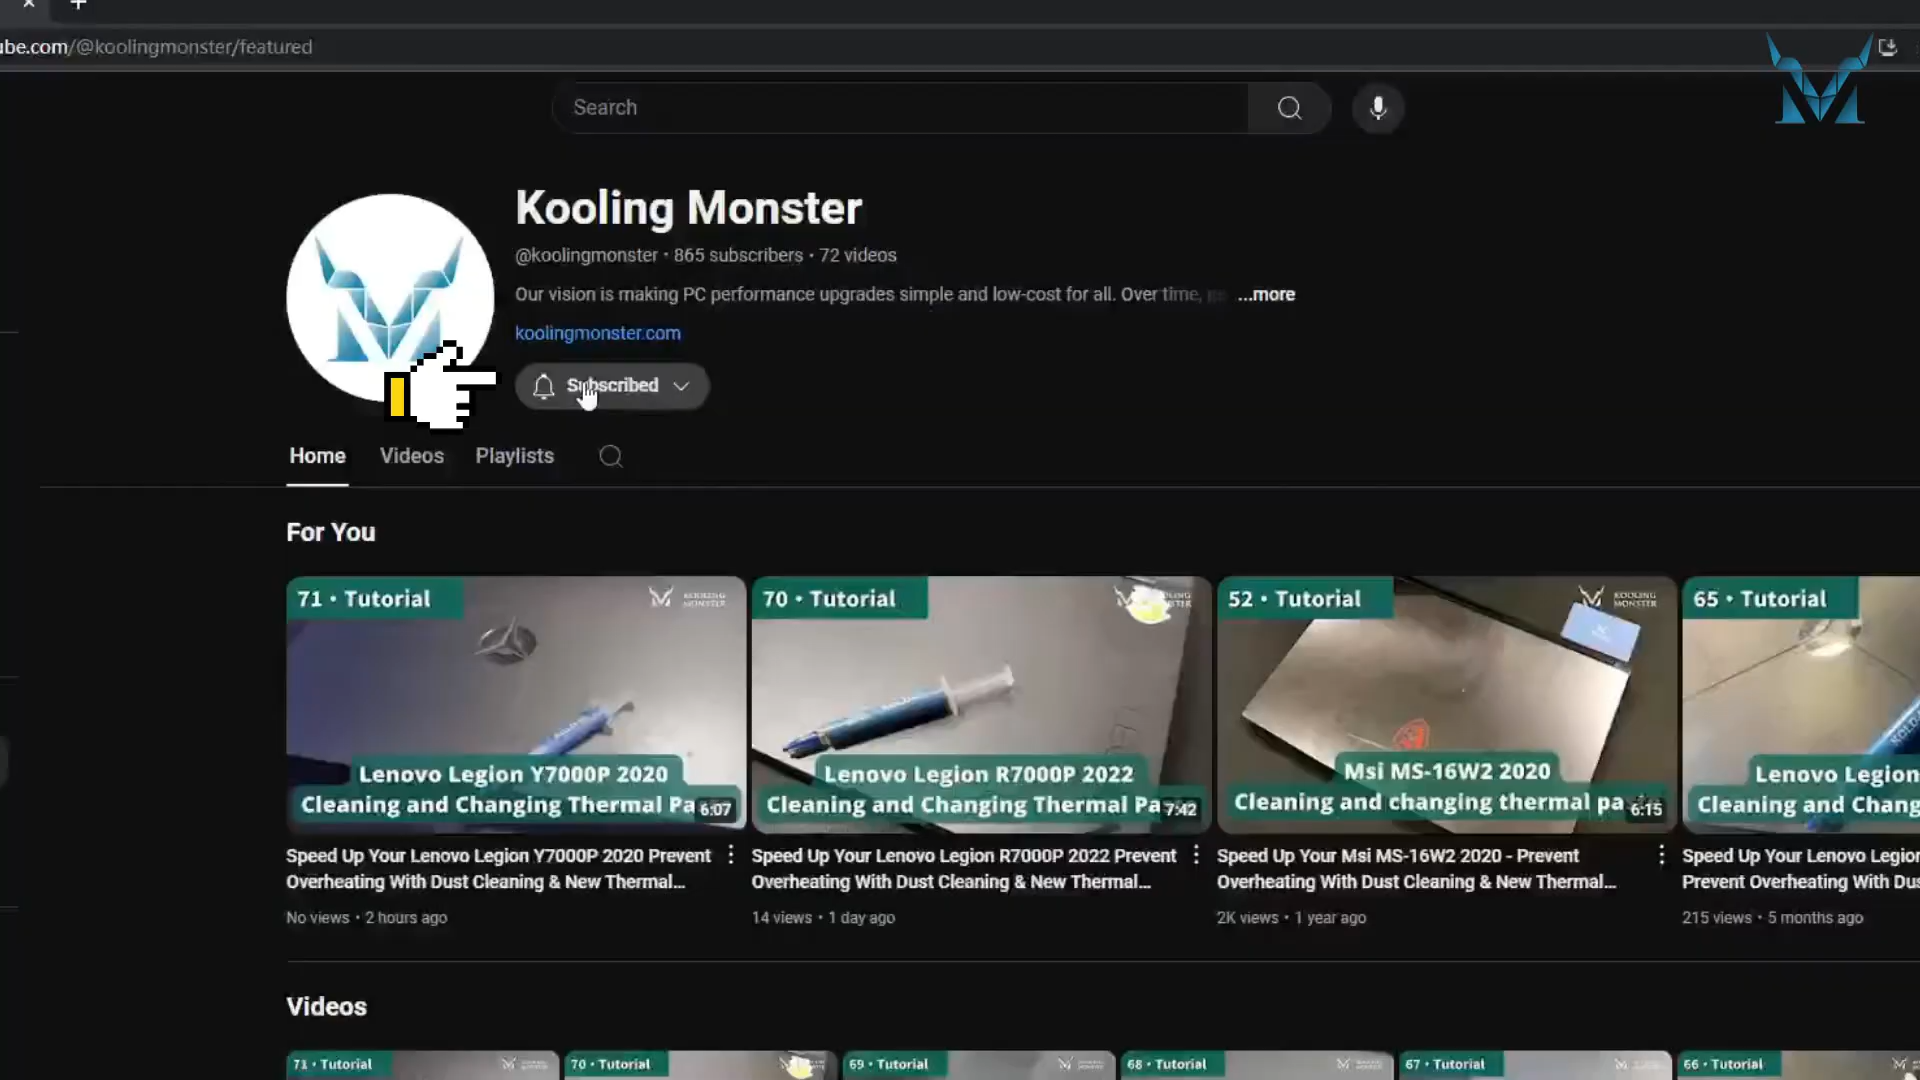 ube.com/@koolingmonster/featured
Search
Kooling Monster
@koolingmonster • 865 subscribers • 72 videos
Our vision is making PC performance upgrades simple and low-cost for all. Over time, ...more
koolingmonster.com
Subscribed
Home Videos Playlists
For You
71 • Tutorial
KOOLING
MONSTER
Lenovo Legion Y7000P 2020
Cleaning and Changing Thermal Pa
6:07
Speed Up Your Lenovo Legion Y7000P 2020 Prevent
Overheating With Dust Cleaning & New Thermal...
No views • 2 hours ago
70 • Tutorial
MONSTER
Lenovo Legion R7000P 2022
Cleaning and Changing Thermal Pa
7:42
Speed Up Your Lenovo Legion R7000P 2022 Prevent
Overheating With Dust Cleaning & New Thermal...
14 views • 1 day ago
52 • Tutorial
KOOLING
MONSTER
Msi MS-16W2 2020
Cleaning and changing thermal pa
6:15
Speed Up Your Msi MS-16W2 2020 - Prevent
Overheating With Dust Cleaning & New Thermal...
2K views • 1 year ago
65 • Tutorial
Lenovo Legion
Cleaning and Chang
Speed Up Your Lenovo Legion
Prevent Overheating With Dus
215 views • 5 months ago
Videos
71 • Tutorial
70 • Tutorial
69 • Tutorial
68 • Tutorial
67 • Tutorial
66 • Tutorial